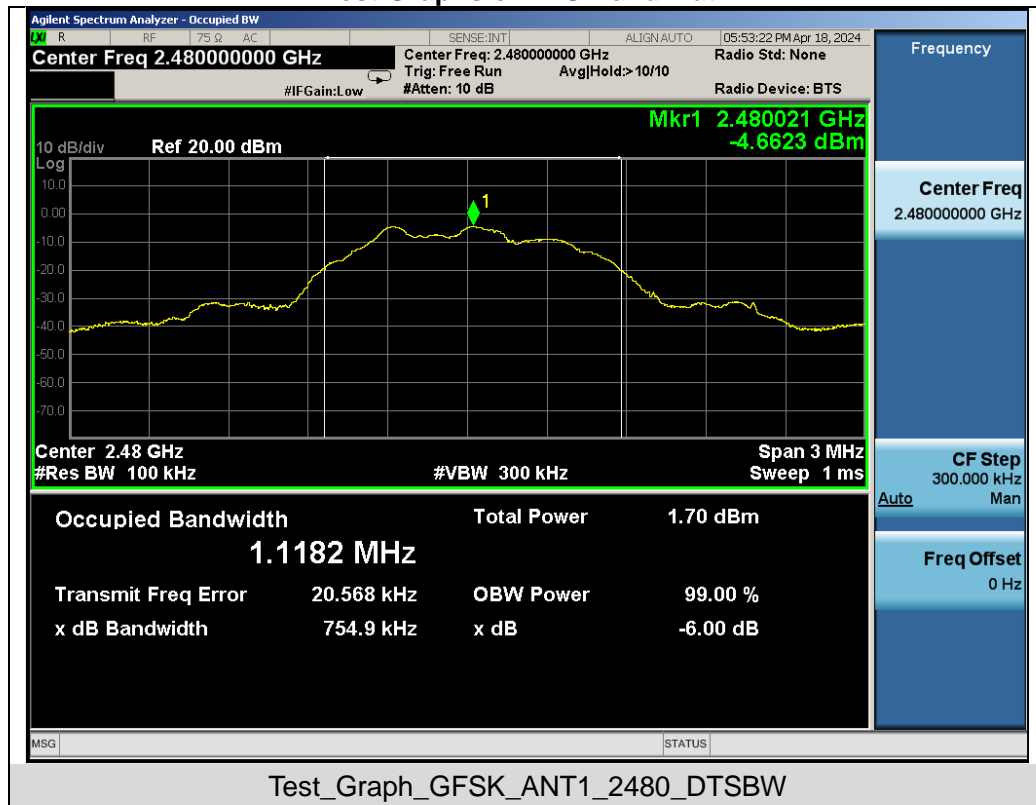 Agilent Spectrum Analyzer - Occupied BW
LXI R RF 75 Ω AC SENSE:INT ALIGN AUTO 05:53:22 PM Apr 18, 2024
Center Freq 2.480000000 GHz
Center Freq: 2.480000000 GHz
Radio Std: None
Trig: Free Run Avg|Hold:> 10/10
#IFGain:Low #Atten: 10 dB
Radio Device: BTS
Mkr1 2.480021 GHz
-4.6623 dBm
10 dB/div Ref 20.00 dBm
Log
10.0
0.00
-10.0
-20.0
-30.0
-40.0
-50.0
-60.0
-70.0
1
Center 2.48 GHz Span 3 MHz
#Res BW 100 kHz #VBW 300 kHz Sweep 1 ms
Occupied Bandwidth Total Power 1.70 dBm
1.1182 MHz
Transmit Freq Error 20.568 kHz OBW Power 99.00 %
x dB Bandwidth 754.9 kHz x dB -6.00 dB
MSG STATUS
Frequency
Center Freq
2.480000000 GHz
CF Step
300.000 kHz
Auto Man
Freq Offset
0 Hz
Test_Graph_GFSK_ANT1_2480_DTSBW